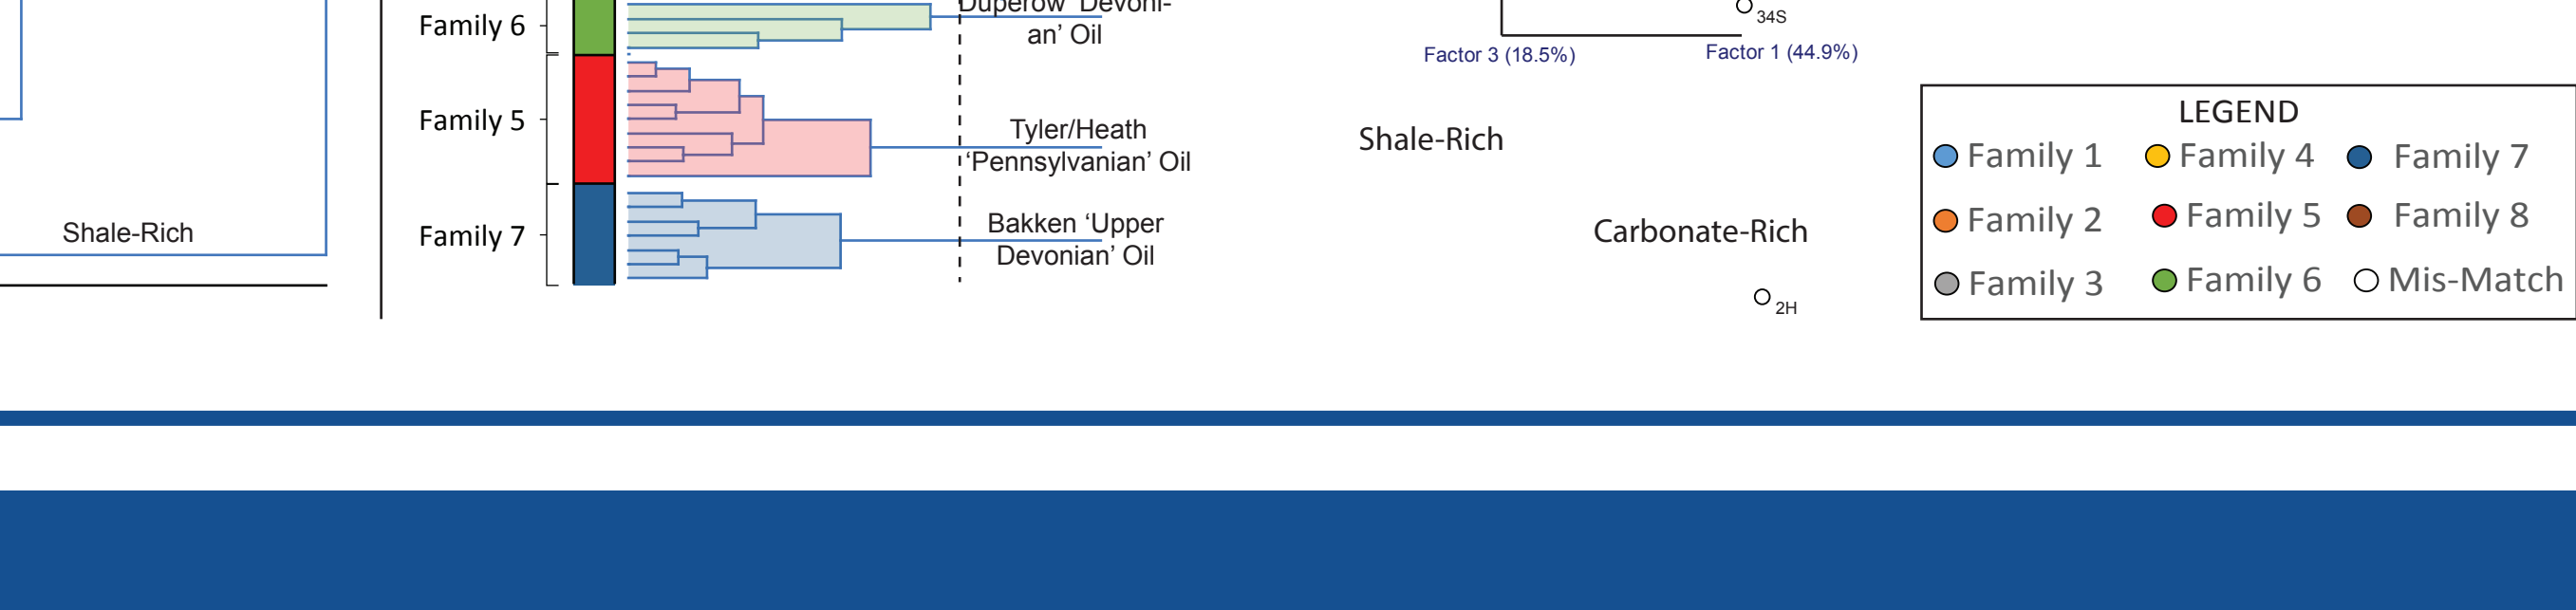 Shale-Rich
Family 6
Duperow 'Devoni-
an' Oil
Family 5
Tyler/Heath
'Pennsylvanian' Oil
Family 7
Bakken 'Upper
Devonian' Oil
34S
Factor 3 (18.5%)
Factor 1 (44.9%)
Shale-Rich
Carbonate-Rich
2H
LEGEND
Family 1 Family 4 Family 7
Family 2 Family 5 Family 8
Family 3 Family 6 Mis-Match